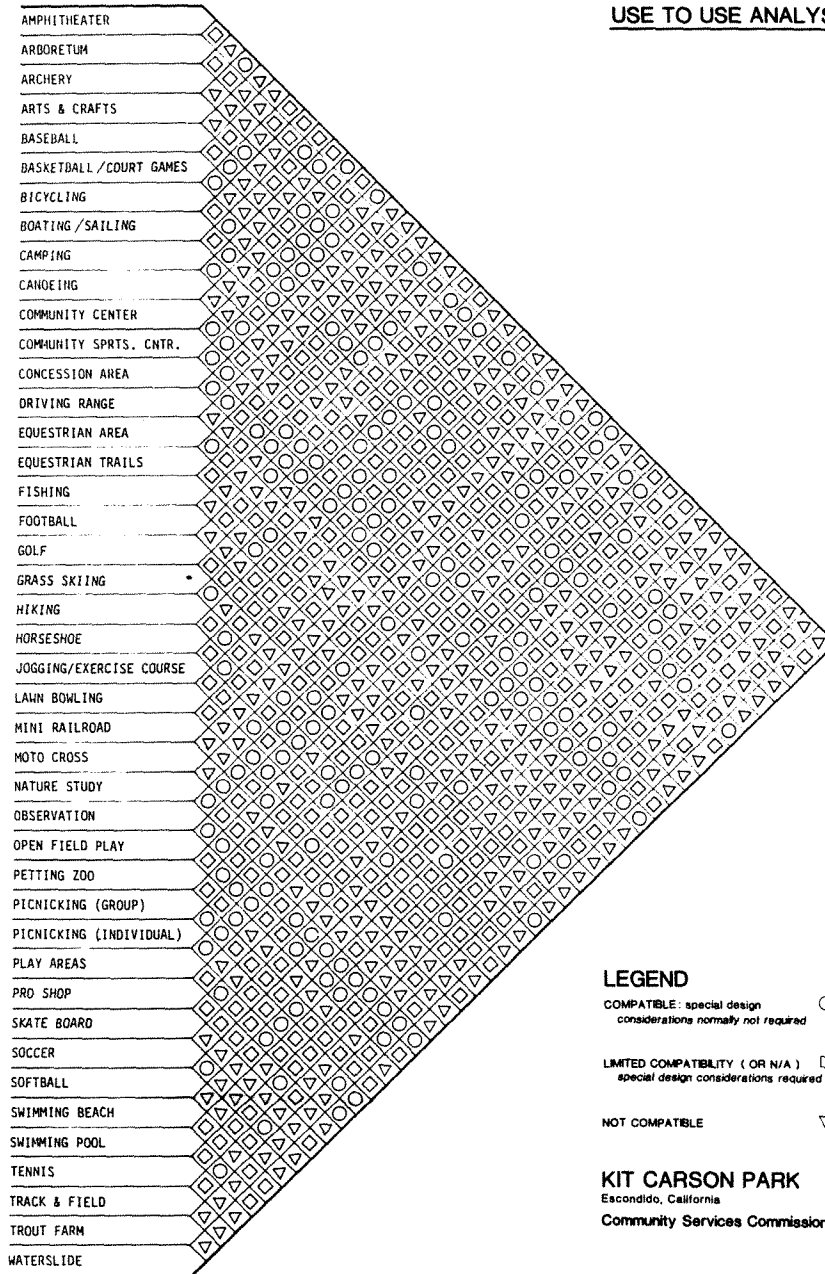 USE TO USE
AMPHITHEATER
ARBORETUM
ARCHERY
ARTS & CRAFTS
BASEBALL
BASKETBALL/COURT GAMES
BICYCLING
BOATING/SAILING
CAMPING
CANOEING
COMMUNITY CENTER
COMMUNITY SPRTS. CNTR.
CONCESSION AREA
DRIVING RANGE
EQUESTRIAN AREA
EQUESTRIAN TRAILS
FISHING
FOOTBALL
GOLF
GRASS SKIING
HIKING
HORSESHOE
JOGGING/EXERCISE COURSE
LAWN BOWLING
MINI RAILROAD
MOTO CROSS
NATURE STUDY
OBSERVATION
OPEN FIELD PLAY
PETTING ZOO
PICNICKING (GROUP)
PICNICKING (INDIVIDUAL)
PLAY AREAS
PRO SHOP
SKATE BOARD
SOCCER
SOFTBALL
SWIMMING BEACH
SWIMMING POOL
TENNIS
TRACK & FIELD
TROUT FARM
WATERSLIDE
LEGEND
COMPATIBLE: special design
considerations normally not required
LIMITED COMPATIBILITY ( OR N/A )
special design considerations required
NOT COMPATIBLE
KIT CARSON PARK
Escondido, California
Community Services Commission